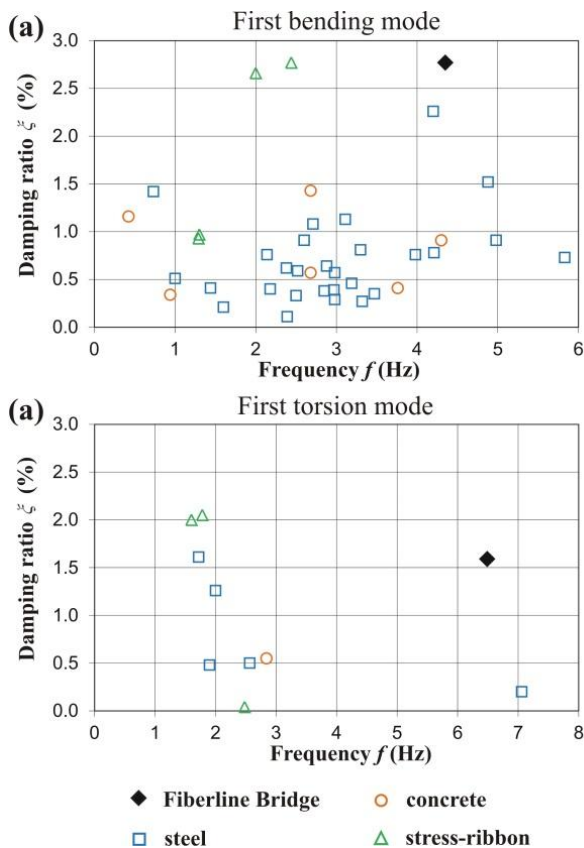 (a) First bending mode
3.0
2.5
2.0
1.5
1.0
0.5
0.0
Damping ratio ξ (%)
0 1 2 3 4 5 6
Frequency f (Hz)
(a) First torsion mode
3.0
2.5
2.0
1.5
1.0
0.5
0.0
Damping ratio ξ (%)
0 1 2 3 4 5 6 7 8
Frequency f (Hz)
Fiberline Bridge concrete
steel stress-ribbon